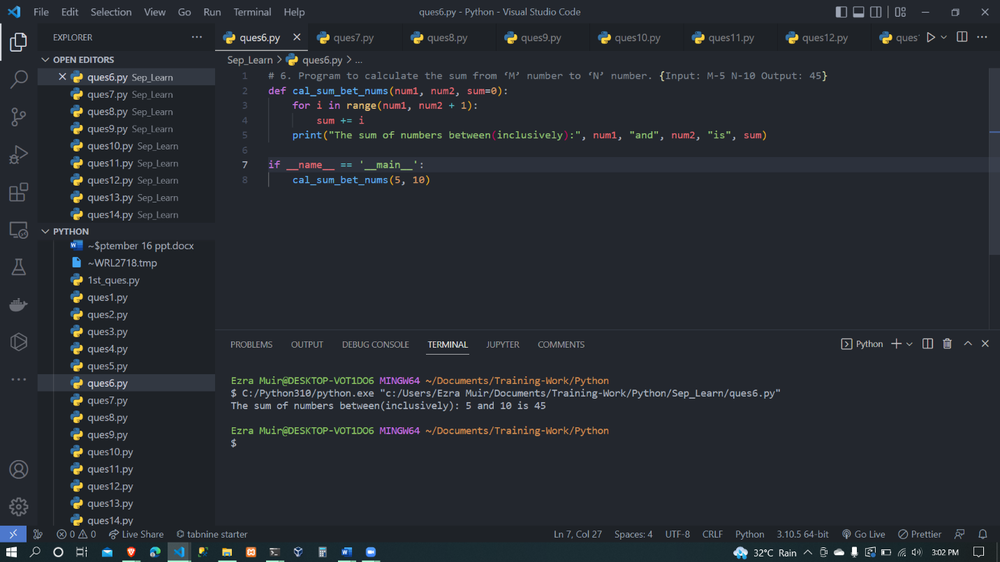 File Edit Selection View Go Run Terminal Help ques6.py - Python - Visual Studio Code
EXPLORER
ques6.py ques7.py ques8.py ques9.py ques10.py ques11.py ques12.py ques
OPEN EDITORS
Sep_Learn > ques6.py > ...
ques6.py Sep_Learn
ques7.py Sep_Learn
ques8.py Sep_Learn
ques9.py Sep_Learn
ques10.py Sep_Learn
ques11.py Sep_Learn
ques12.py Sep_Learn
ques13.py Sep_Learn
ques14.py Sep_Learn
PYTHON
~$ptember 16 ppt.docx
~WRL2718.tmp
1st_ques.py
ques1.py
ques2.py
ques3.py
ques4.py
ques5.py
ques6.py
ques7.py
ques8.py
ques9.py
ques10.py
ques11.py
ques12.py
ques13.py
ques14.py
1 # 6. Program to calculate the sum from ‘M’ number to ‘N’ number. {Input: M-5 N-10 Output: 45}
2 def cal_sum_bet_nums(num1, num2, sum=0):
3     for i in range(num1, num2 + 1):
4         sum += i
5     print("The sum of numbers between(inclusively):", num1, "and", num2, "is", sum)
6
7 if __name__ == '__main__':
8     cal_sum_bet_nums(5, 10)
PROBLEMS OUTPUT DEBUG CONSOLE TERMINAL JUPYTER COMMENTS Python
Ezra Muir@DESKTOP-VOT1DO6 MINGW64 ~/Documents/Training-Work/Python
$ C:/Python310/python.exe "c:/Users/Ezra Muir/Documents/Training-Work/Python/Sep_Learn/ques6.py"
The sum of numbers between(inclusively): 5 and 10 is 45
Ezra Muir@DESKTOP-VOT1DO6 MINGW64 ~/Documents/Training-Work/Python
$
0 0 Live Share tabnine starter Ln 7, Col 27 Spaces: 4 UTF-8 CRLF Python 3.10.5 64-bit Go Live Prettier
32°C Rain 3:02 PM